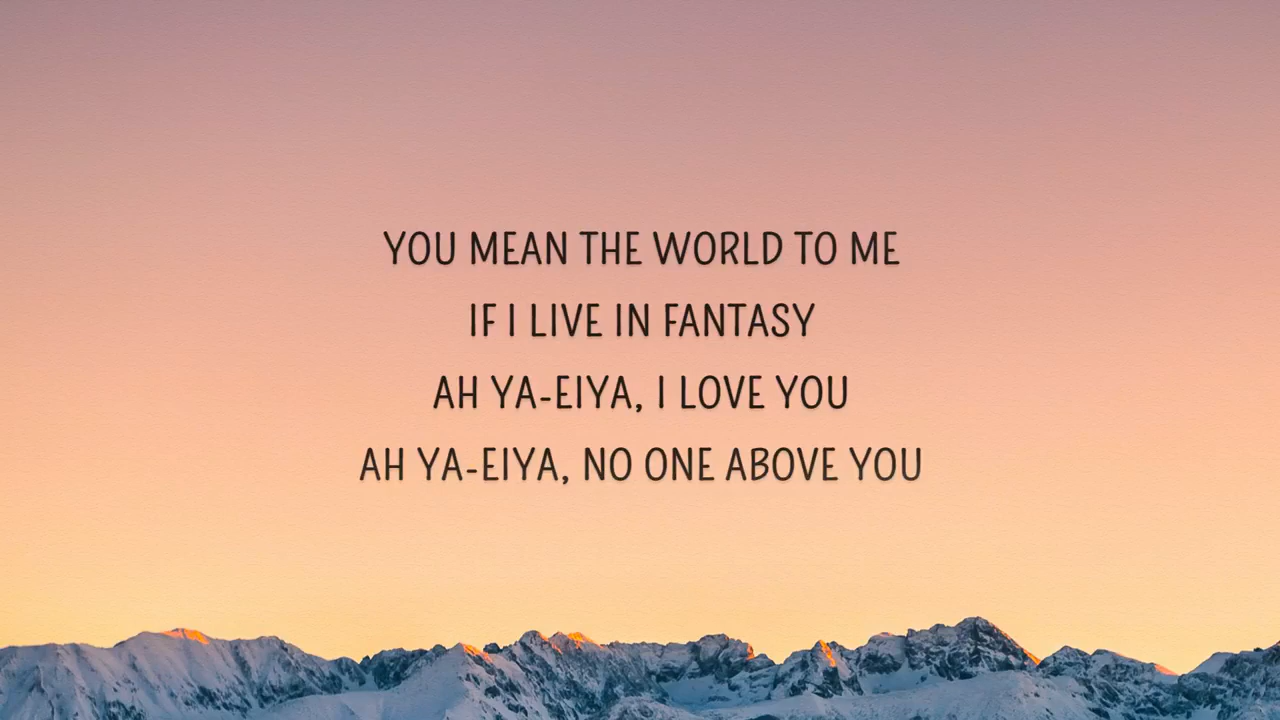 YOU MEAN THE WORLD TO ME
IF I LIVE IN FANTASY
AH YA-EIYA, I LOVE YOU
AH YA-EIYA, NO ONE ABOVE YOU